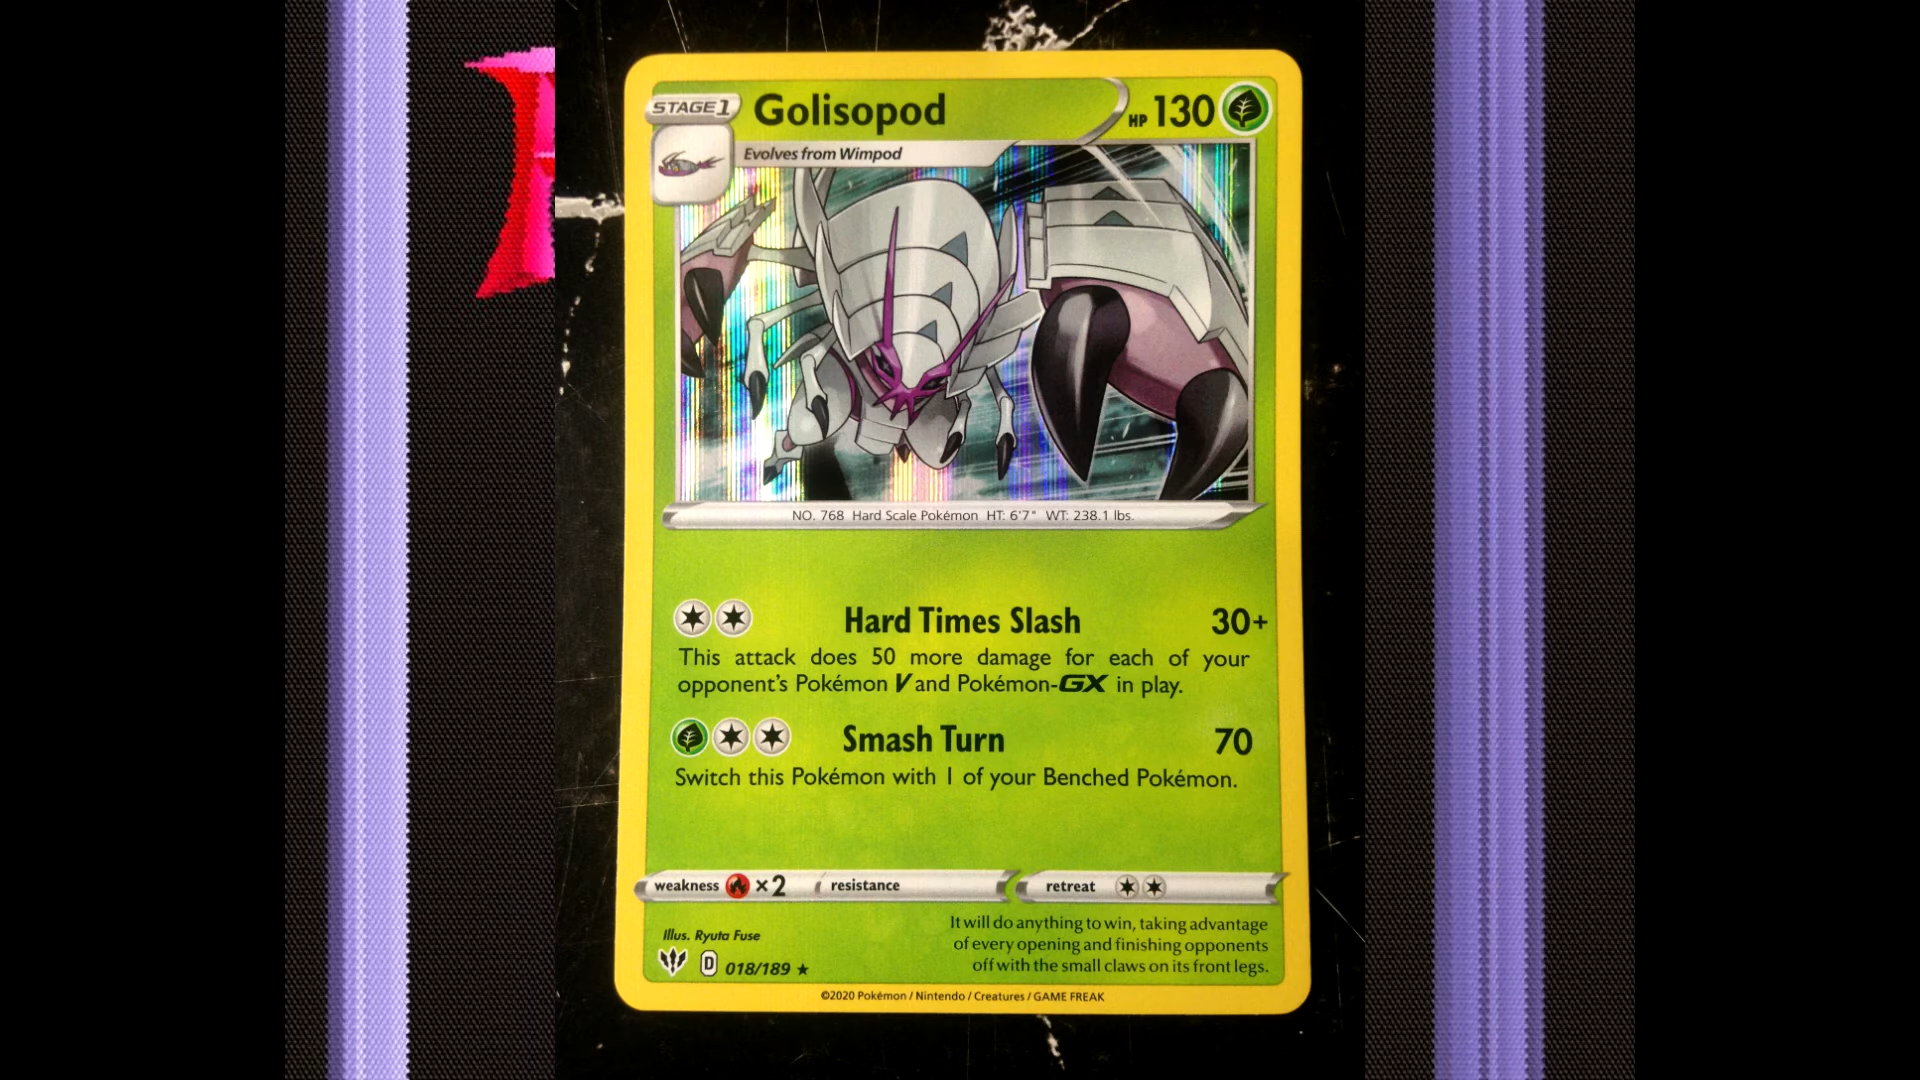 STAGE 1 Golisopod HP 130
Evolves from Wimpod
NO. 768 Hard Scale Pokémon HT: 6'7" WT: 238.1 lbs.
Hard Times Slash 30+
This attack does 50 more damage for each of your
opponent's Pokémon V and Pokémon-GX in play.
Smash Turn 70
Switch this Pokémon with 1 of your Benched Pokémon.
weakness ×2 resistance retreat
Illus. Ryuta Fuse
It will do anything to win, taking advantage
of every opening and finishing opponents
off with the small claws on its front legs.
D 018/189
©2020 Pokémon / Nintendo / Creatures / GAME FREAK